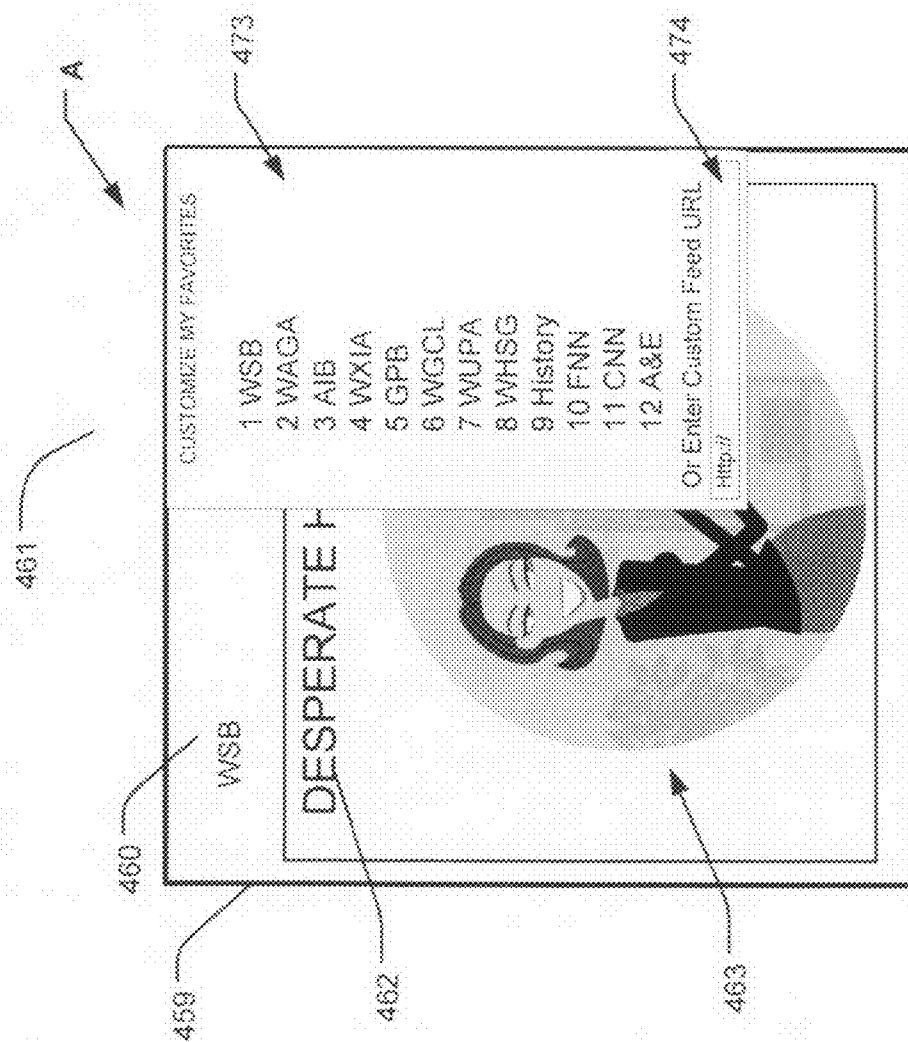 461
A
473
474
459
460
462
463
WSB
DESPERATE H
CUSTOMIZE MY FAVORITES
1 WSB
2 WAGA
3 AIB
4 WXIA
5 GPB
6 WGCL
7 WUPA
8 WHSG
9 History
10 FNN
11 CNN
12 A&E
Or Enter Custom Feed URL
Http://